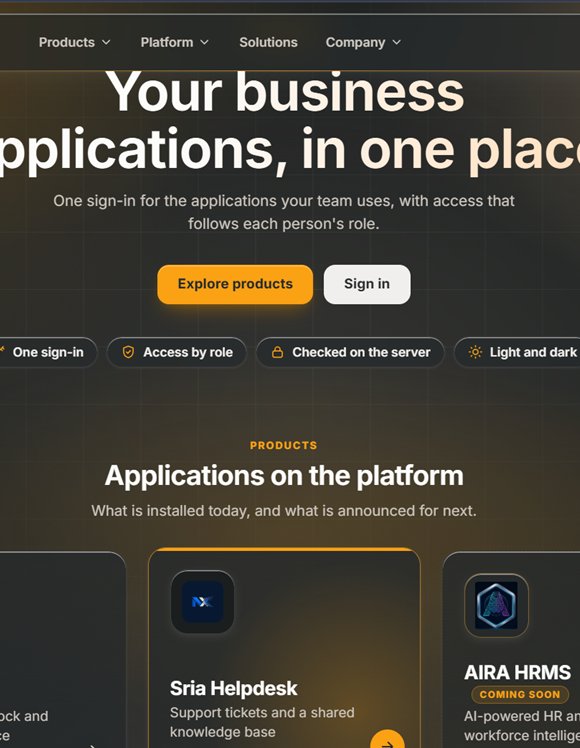 Products
Platform
Solutions
Company
Your business
pplications, in one plac
One sign-in for the applications your team uses, with access that
follows each person's role.
Explore products
Sign in
One sign-in
Access by role
Checked on the server
Light and dark
PRODUCTS
Applications on the platform
What is installed today, and what is announced for next.
ock and
ce
NX
Sria Helpdesk
Support tickets and a shared
knowledge base
AIRA HRMS
COMING SOON
AI-powered HR an
workforce intellige